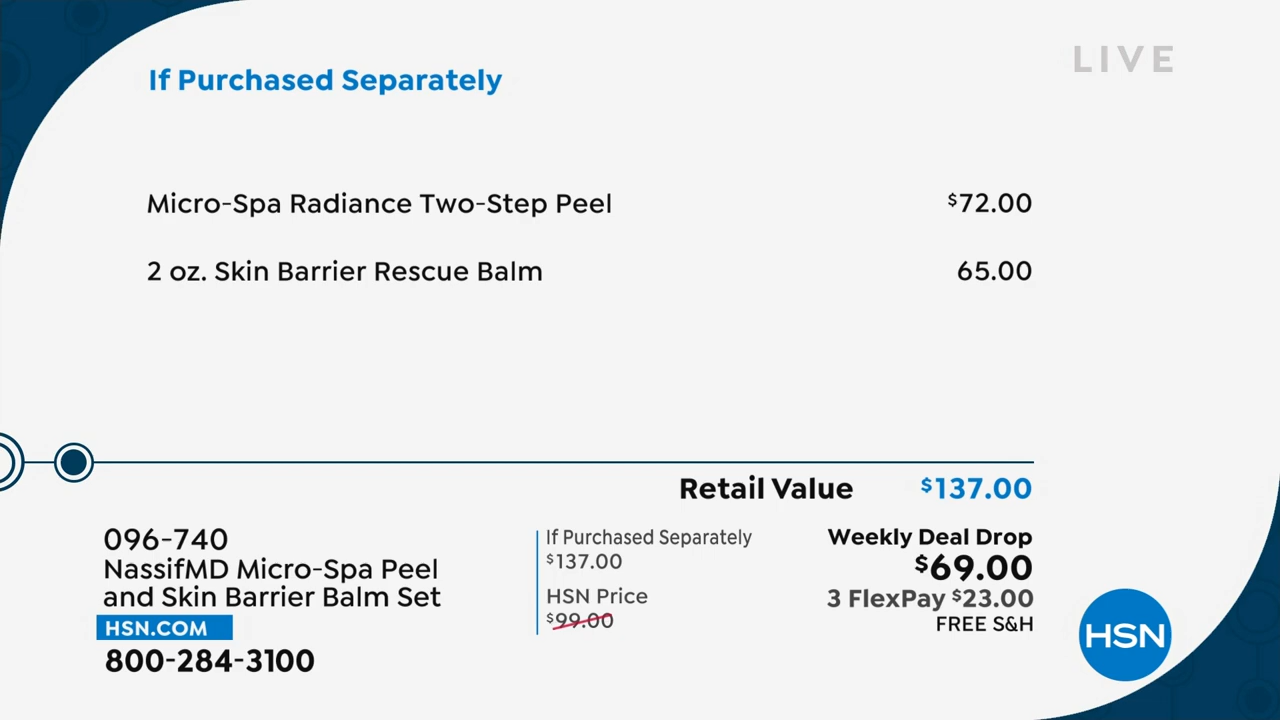 If Purchased Separately
LIVE
Micro-Spa Radiance Two-Step Peel $72.00
2 oz. Skin Barrier Rescue Balm 65.00
Retail Value $137.00
096-740
NassifMD Micro-Spa Peel
and Skin Barrier Balm Set
HSN.COM
800-284-3100
If Purchased Separately
$137.00
HSN Price
$99.00
Weekly Deal Drop
$69.00
3 FlexPay $23.00
FREE S&H
HSN